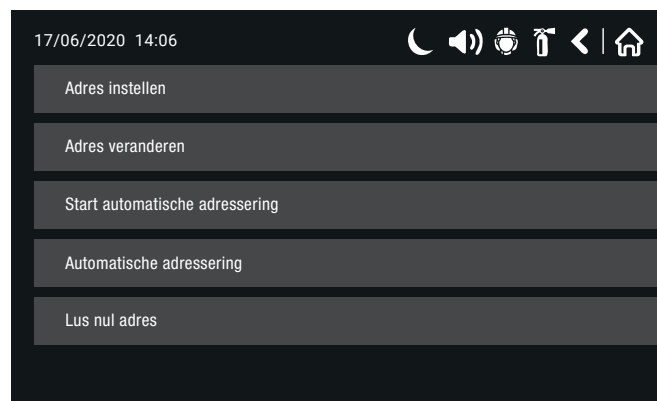 17/06/2020 14:06
Adres instellen
Adres veranderen
Start automatische adressering
Automatische adressering
Lus nul adres